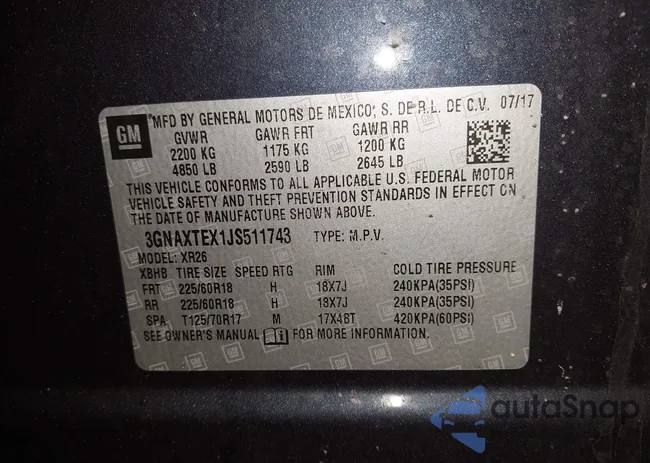 GM
MFD BY GENERAL MOTORS DE MEXICO, S. DE R.L. DE C.V. 07/17
GVWR GAWR FRT GAWR RR
2200 KG 1175 KG 1200 KG
4850 LB 2590 LB 2645 LB
THIS VEHICLE CONFORMS TO ALL APPLICABLE U.S. FEDERAL MOTOR
VEHICLE SAFETY AND THEFT PREVENTION STANDARDS IN EFFECT ON
THE DATE OF MANUFACTURE SHOWN ABOVE.
3GNAXTEX1JS511743 TYPE: M.P.V.
MODEL: XR26
XBHB TIRE SIZE SPEED RTG RIM COLD TIRE PRESSURE
FRT 225/60R18 H 18X7J 240KPA(35PSI)
RR 225/60R18 H 18X7J 240KPA(35PSI)
SPA T125/70R17 M 17X4BT 420KPA(60PSI)
SEE OWNER'S MANUAL FOR MORE INFORMATION.
autoSnap